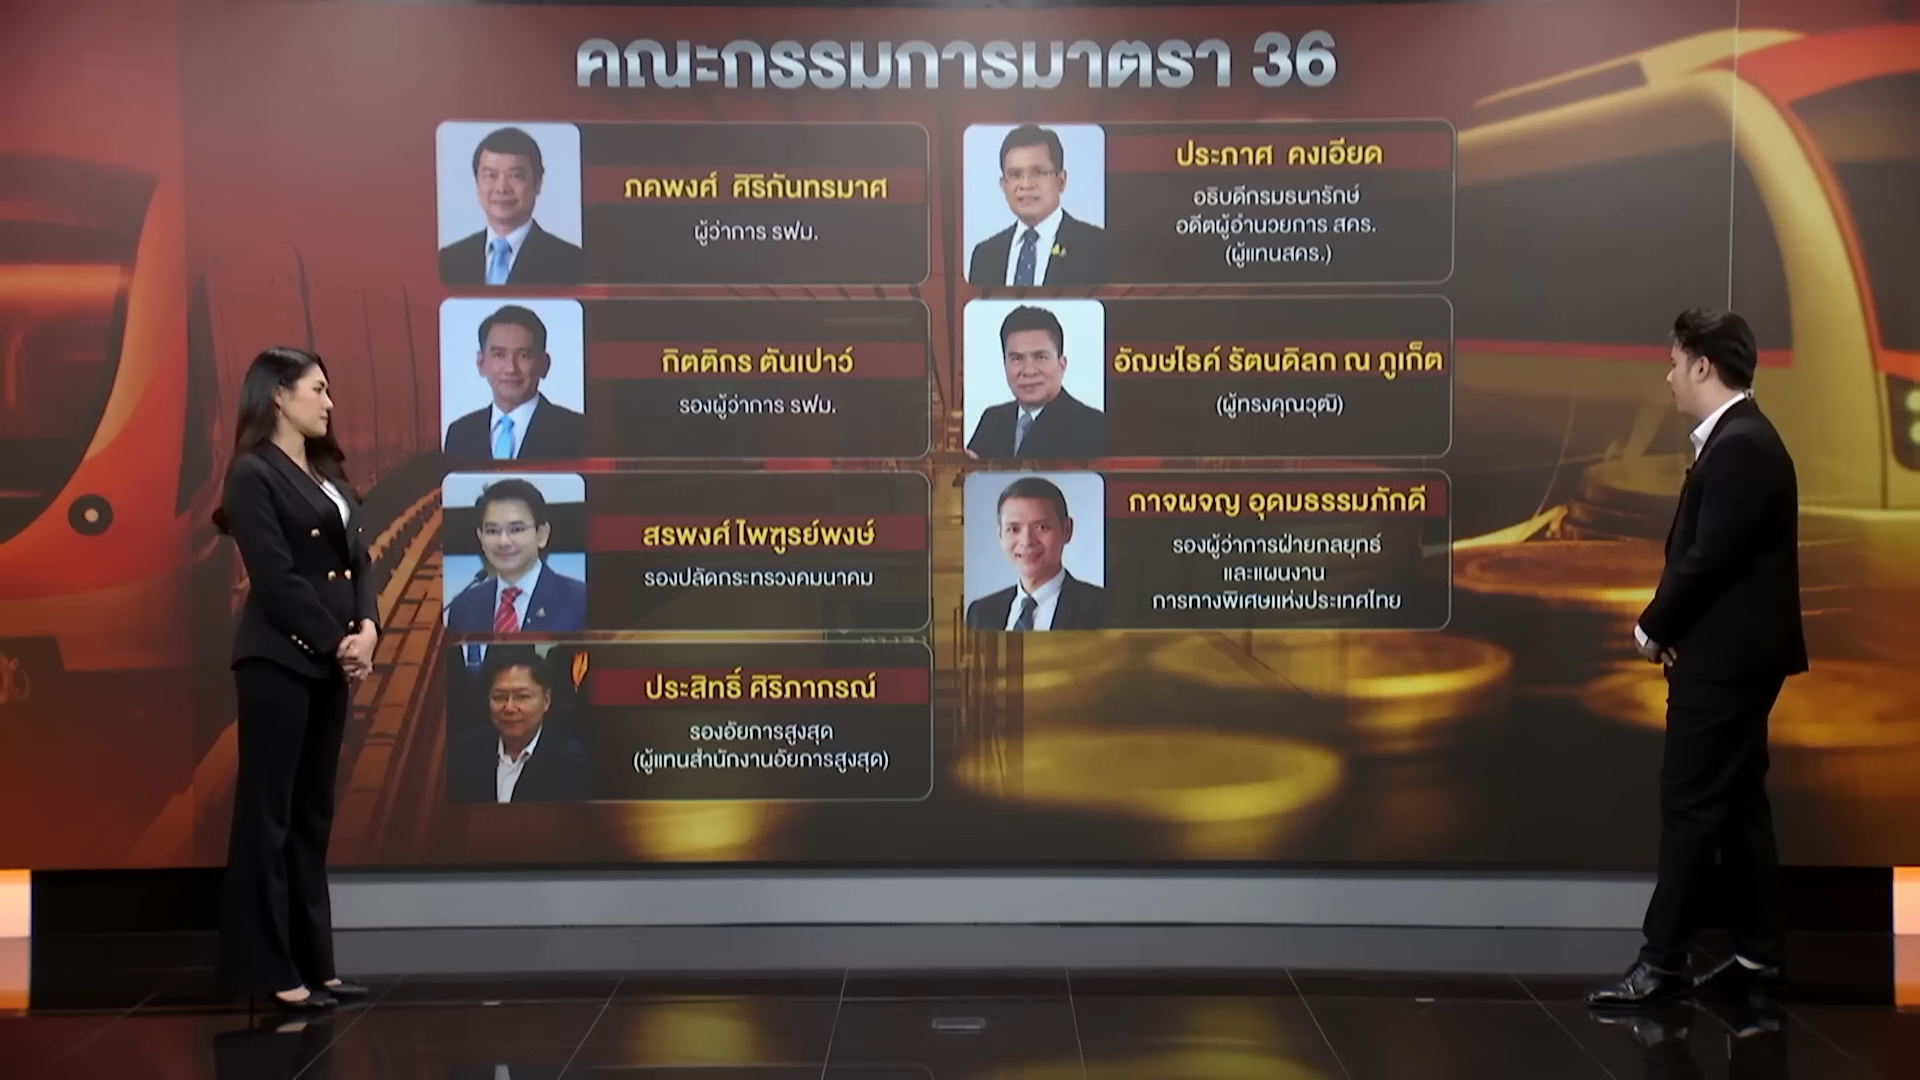 คณะกรรมการมาตรา 36
ภคพงศ์ ศิริกันทรมาศ
ผู้ว่าการ รฟม.
ประภาศ คงเอียด
อธิบดีกรมธนารักษ์
อดีตผู้อำนวยการ สคร.
(ผู้แทนสคร.)
กิตติกร ตันเปาว์
รองผู้ว่าการ รฟม.
อัฌษไธค์ รัตนดิลก ณ ภูเก็ต
(ผู้ทรงคุณวุฒิ)
สรพงศ์ ไพฑูรย์พงษ์
รองปลัดกระทรวงคมนาคม
กาจผจญ อุดมธรรมภักดี
รองผู้ว่าการฝ่ายกลยุทธ์
และแผนงาน
การทางพิเศษแห่งประเทศไทย
ประสิทธิ์ ศิริภากรณ์
รองอัยการสูงสุด
(ผู้แทนสำนักงานอัยการสูงสุด)